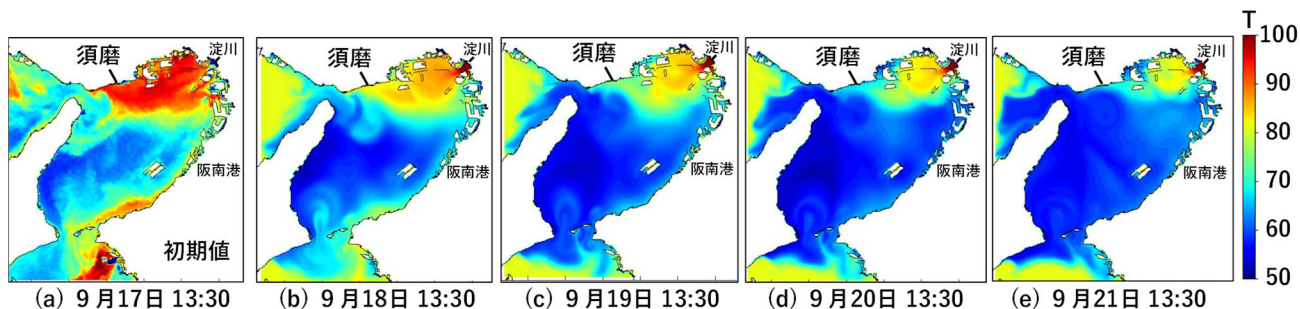 須磨 淀川
阪南港
初期値
(a) 9月17日 13:30
須磨 淀川
阪南港
(b) 9月18日 13:30
須磨 淀川
阪南港
(c) 9月19日 13:30
須磨 淀川
阪南港
(d) 9月20日 13:30
須磨 淀川
阪南港
(e) 9月21日 13:30
T
100
90
80
70
60
50